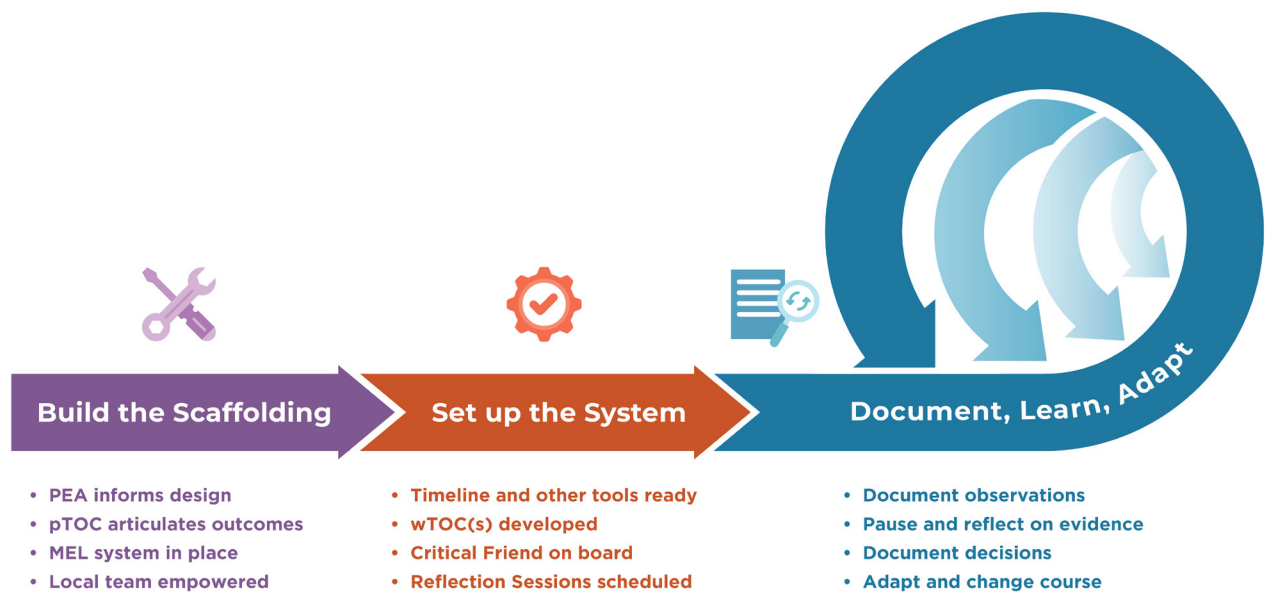 Build the Scaffolding
• PEA informs design
• pTOC articulates outcomes
• MEL system in place
• Local team empowered
Set up the System
• Timeline and other tools ready
• wTOC(s) developed
• Critical Friend on board
• Reflection Sessions scheduled
Document, Learn, Adapt
• Document observations
• Pause and reflect on evidence
• Document decisions
• Adapt and change course